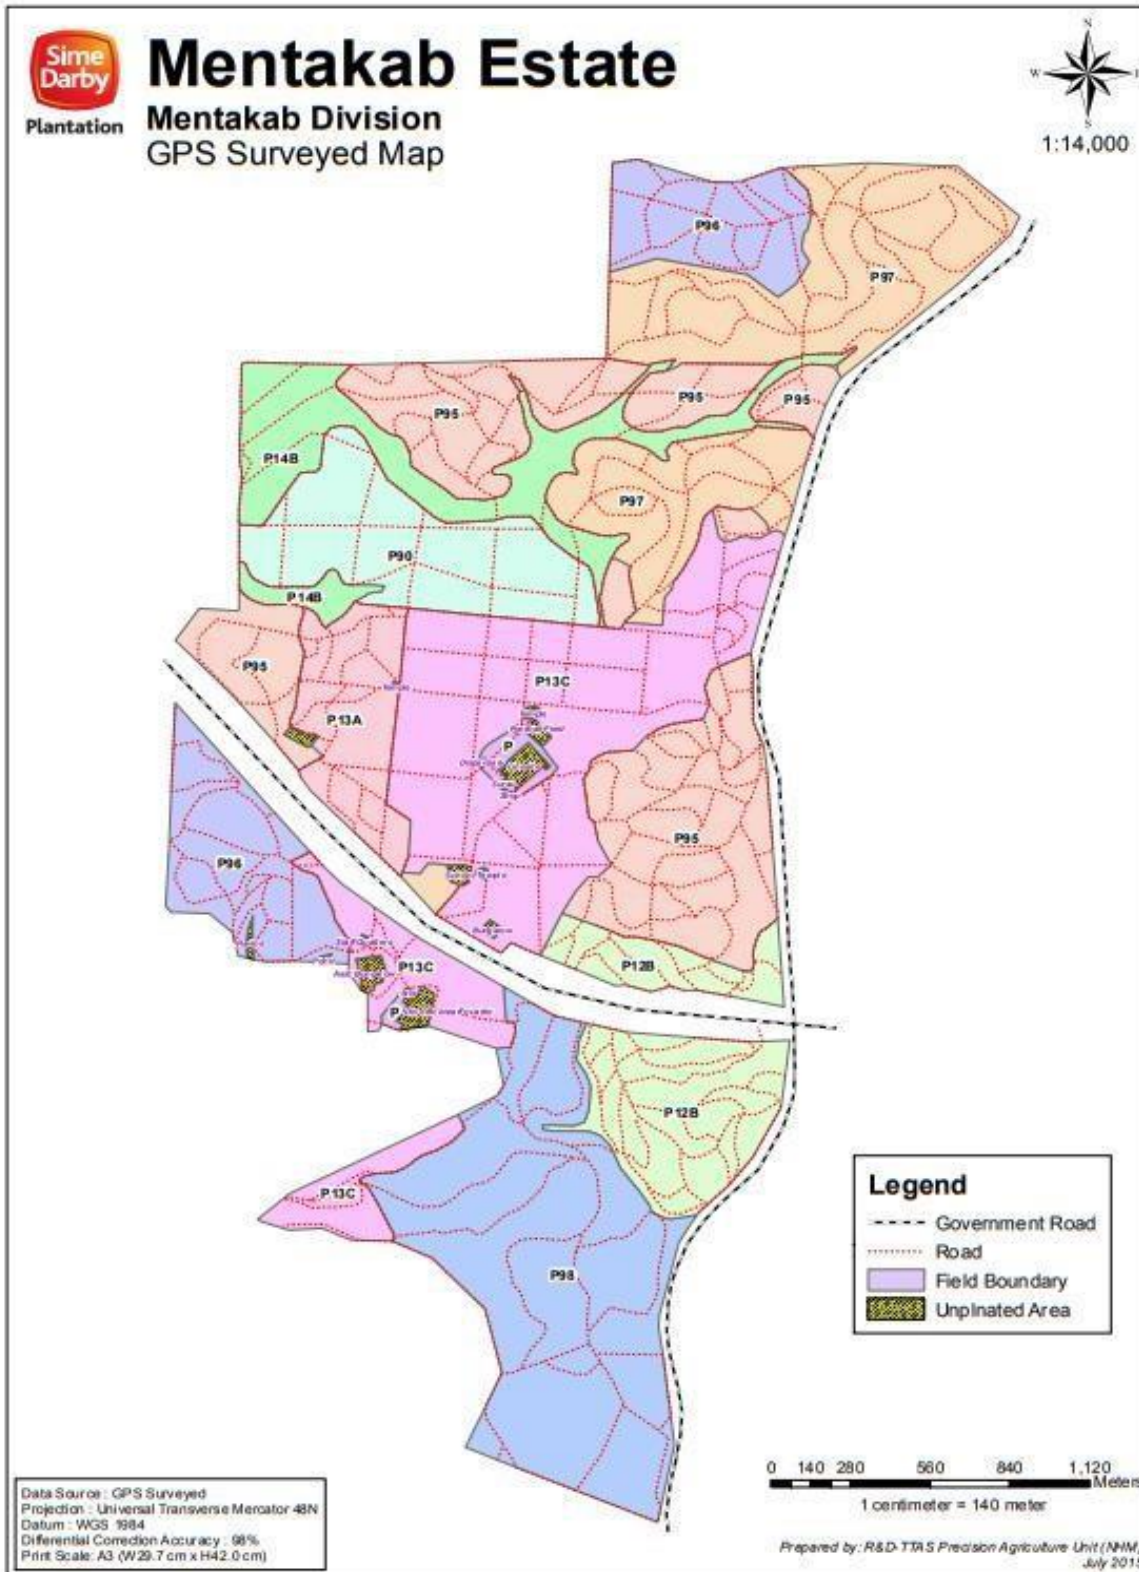 Sime
Darby
Plantation
Mentakab Estate
Mentakab Division
GPS Surveyed Map
N
W
S
1:14,000
P96
P97
P95
P95
P95
P14B
P97
P90
P14B
P95
P13C
P13A
P
P95
P96
P13C
P12B
P
P12B
P13C
P98
Legend
Government Road
Road
Field Boundary
Unplnated Area
0 140 280 560 840 1,120
Meters
1 centimeter = 140 meter
Data Source : GPS Surveyed
Projection : Universal Transverse Mercator 48N
Datum : WGS 1984
Differential Correction Accuracy : 98%
Print Scale: A3 (W29.7 cm x H42.0 cm)
Prepared by: R&D-TTAS Precision Agriculture Unit (NHM)
July 2015